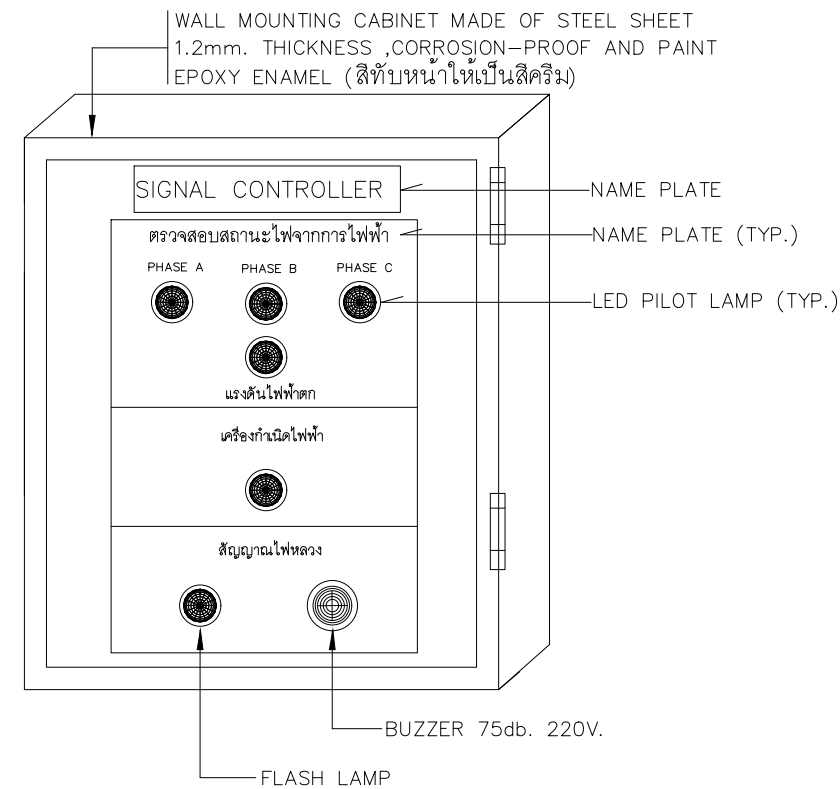 WALL MOUNTING CABINET MADE OF STEEL SHEET
1.2mm. THICKNESS ,CORROSION-PROOF AND PAINT
EPOXY ENAMEL (สีทับหน้าให้เป็นสีครีม)
SIGNAL CONTROLLER
NAME PLATE
ตรวจสอบสถานะไฟจากการไฟฟ้า
NAME PLATE (TYP.)
PHASE A PHASE B PHASE C
LED PILOT LAMP (TYP.)
แรงดันไฟฟ้าตก
เครื่องกำเนิดไฟฟ้า
สัญญาณไฟหลวง
BUZZER 75db. 220V.
FLASH LAMP